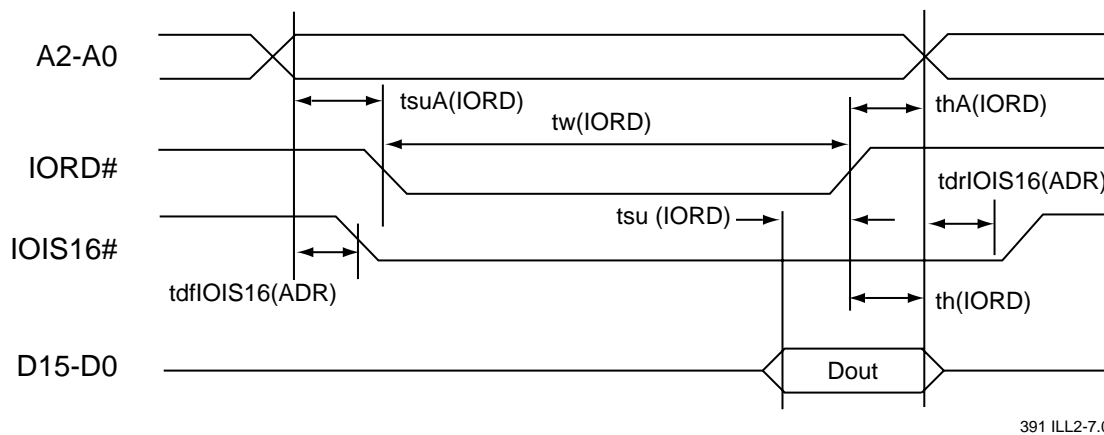 A2-A0
tsuA(IORD)
thA(IORD)
tw(IORD)
IORD#
tdrIOIS16(ADR)
tsu (IORD)
IOIS16#
tdfIOIS16(ADR)
th(IORD)
D15-D0
Dout
391 ILL2-7.0